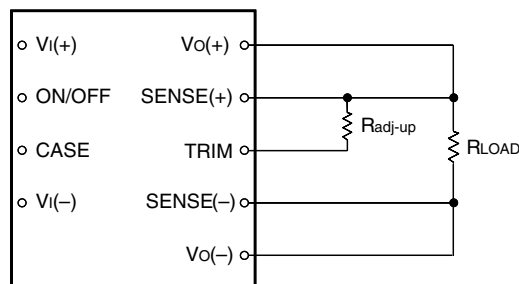 VI(+)
VO(+)
ON/OFF
SENSE(+)
Radj-up
RLOAD
CASE
TRIM
VI(–)
SENSE(–)
VO(–)